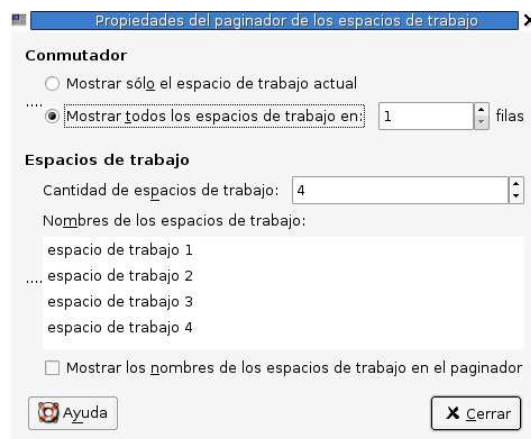 Propiedades del paginador de los espacios de trabajo
Conmutador
Mostrar sólo el espacio de trabajo actual
Mostrar todos los espacios de trabajo en: 1 filas
Espacios de trabajo
Cantidad de espacios de trabajo: 4
Nombres de los espacios de trabajo:
espacio de trabajo 1
espacio de trabajo 2
espacio de trabajo 3
espacio de trabajo 4
Mostrar los nombres de los espacios de trabajo en el paginador
Ayuda Cerrar